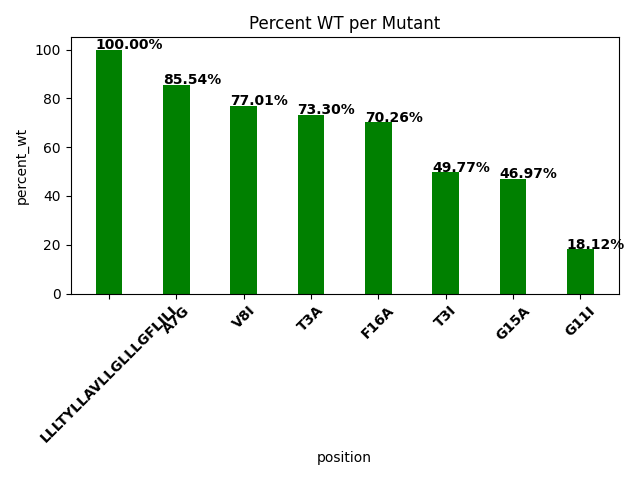 Percent WT per Mutant
percent_wt
100
80
60
40
20
0
100.00%
85.54%
77.01%
73.30%
70.26%
49.77%
46.97%
18.12%
LLLTYLLAVLLGLLLGFLILI
A7G
V8I
T3A
F16A
T3I
G15A
G11I
position